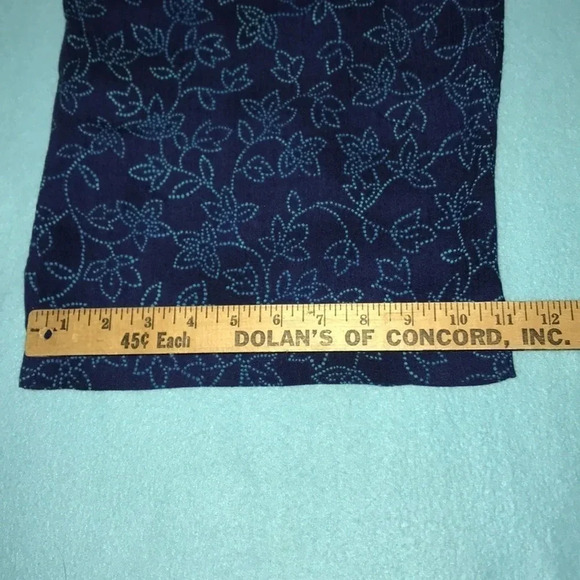 1 2 3 4 5 6 7 8 9 10 11 12
45¢ Each DOLAN'S OF CONCORD, INC.